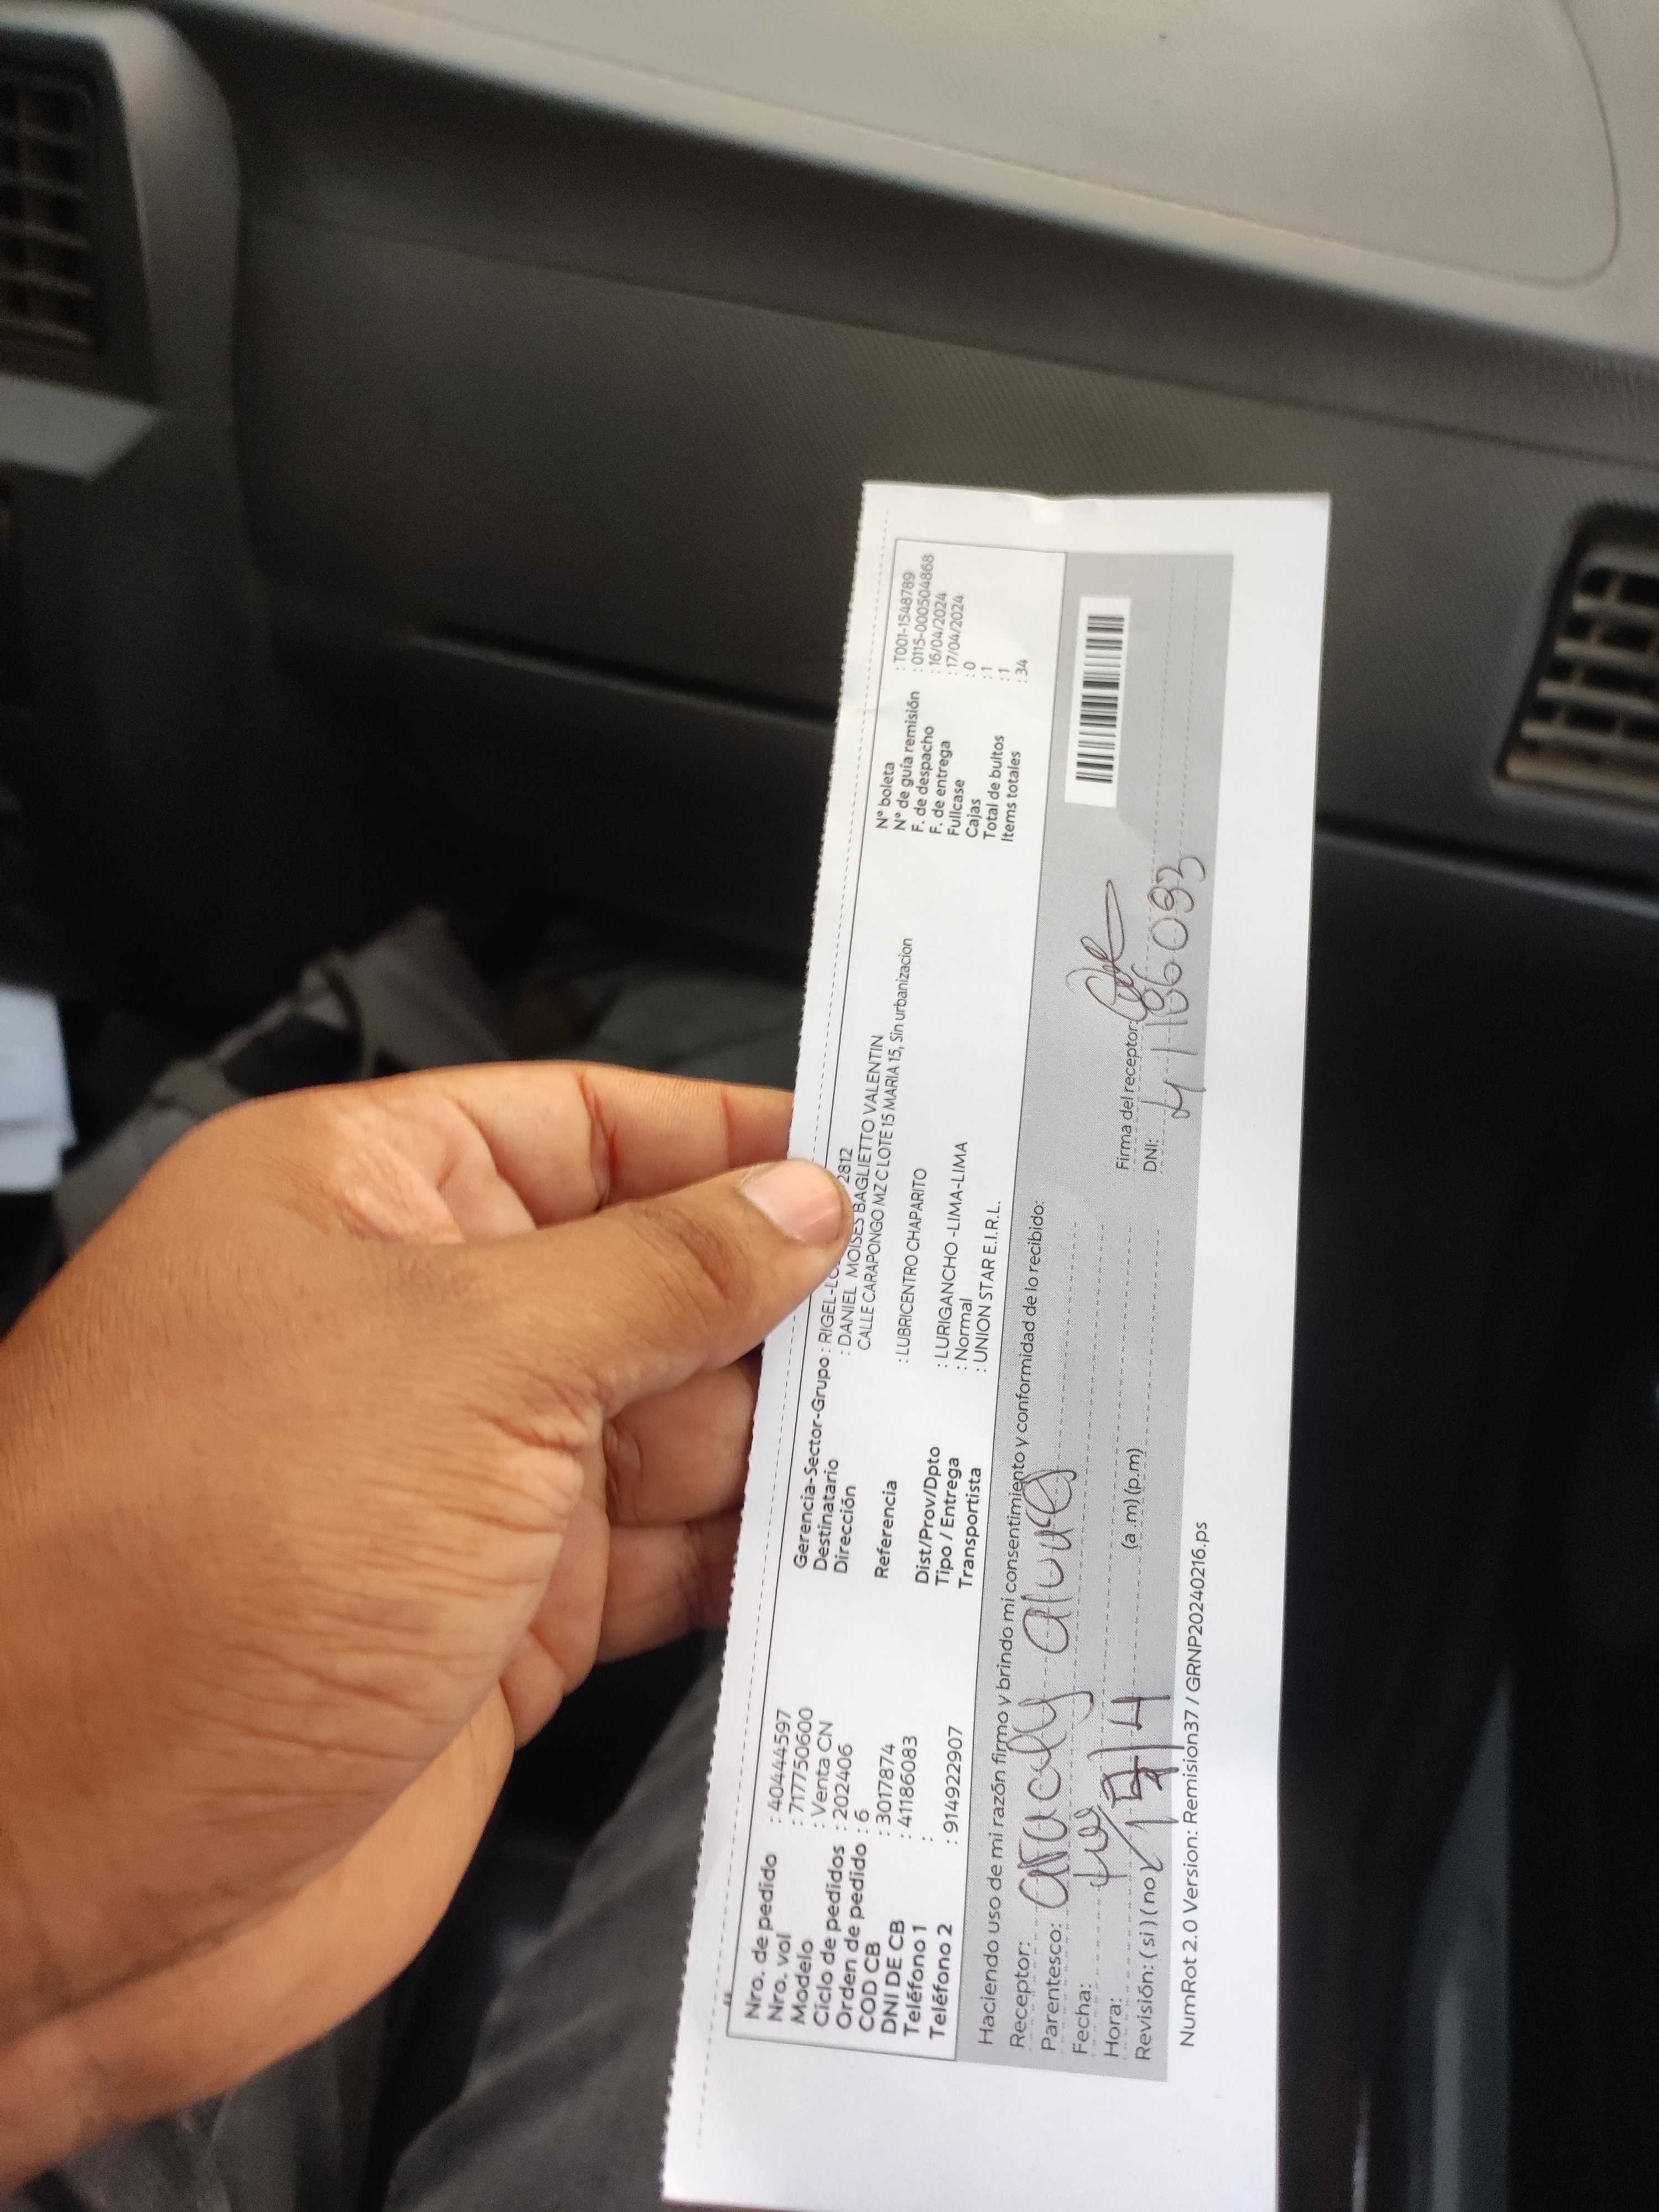 Nro. de pedido : 40444597
Nro. vol : 717750600
Modelo : Venta CN
Ciclo de pedidos : 202406
Orden de pedido : 6
COD CB : 3017874
DNI DE CB : 41186083
Teléfono 1 :
Teléfono 2 : 914922907
Gerencia-Sector-Grupo : RIGEL-LO 2812
Destinatario : DANIEL MOISES BAGLIETTO VALENTIN
Dirección CALLE CARAPONGO MZ C LOTE 15 MARIA 15, Sin urbanizacion
Referencia : LUBRICENTRO CHAPARITO
Dist/Prov/Dpto : LURIGANCHO -LIMA-LIMA
Tipo / Entrega : Normal
Transportista : UNION STAR E.I.R.L.
N° boleta : T001-1548789
N° de guía remisión : 0115-000504868
F. de despacho : 16/04/2024
F. de entrega : 17/04/2024
Fullcase : 0
Cajas : 1
Total de bultos : 1
Items totales : 34
Haciendo uso de mi razón firmo y brindo mi consentimiento y conformidad de lo recibido:
Receptor: aracelly
Parentesco:
Fecha: 17/4
Hora: (a .m) (p.m)
Revisión: ( si ) ( no )
Firma del receptor:
DNI: 41186083
NumRot 2.0 Version: Remision37 / GRNP20240216.ps